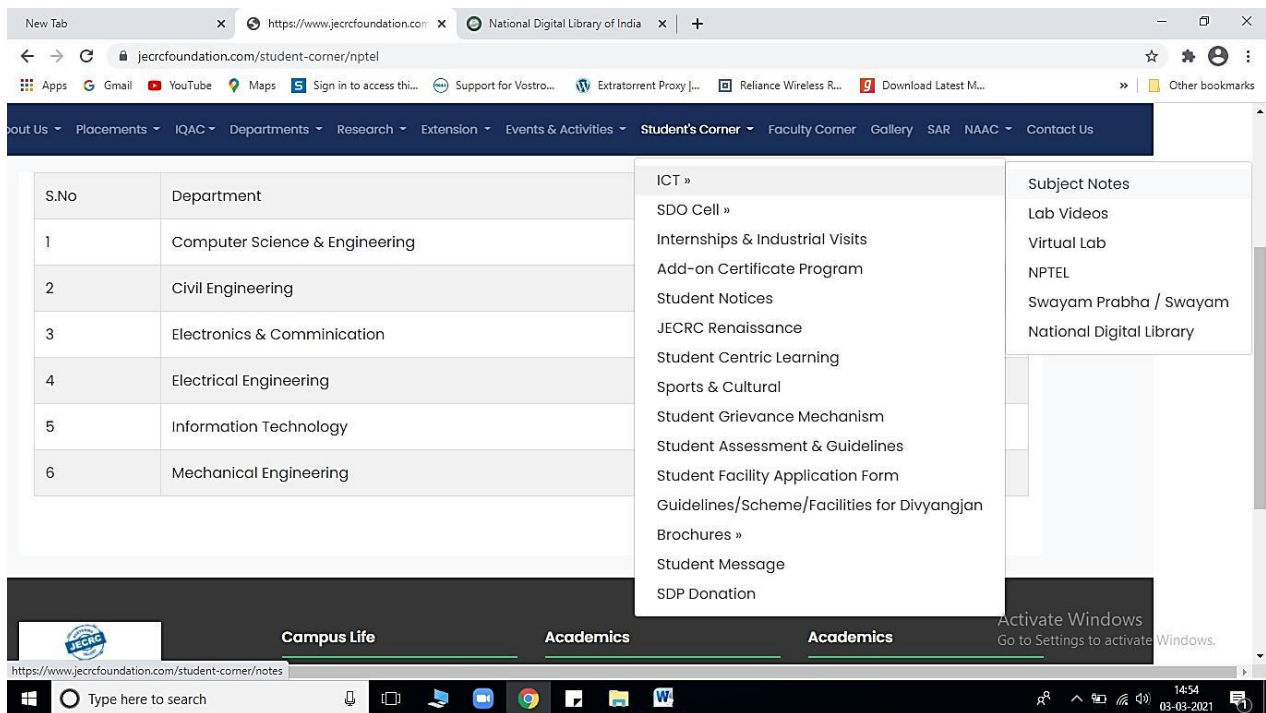 New Tab
https://www.jecrcfoundation.com
National Digital Library of India
jecrcfoundation.com/student-corner/nptel
Apps Gmail YouTube Maps Sign in to access thi... Support for Vostro... Extratorrent Proxy |... Reliance Wireless R... Download Latest M... » Other bookmarks
bout Us Placements IQAC Departments Research Extension Events & Activities Student's Corner Faculty Corner Gallery SAR NAAC Contact Us
S.No Department
1 Computer Science & Engineering
2 Civil Engineering
3 Electronics & Comminication
4 Electrical Engineering
5 Information Technology
6 Mechanical Engineering
ICT »
SDO Cell »
Internships & Industrial Visits
Add-on Certificate Program
Student Notices
JECRC Renaissance
Student Centric Learning
Sports & Cultural
Student Grievance Mechanism
Student Assessment & Guidelines
Student Facility Application Form
Guidelines/Scheme/Facilities for Divyangjan
Brochures »
Student Message
SDP Donation
Subject Notes
Lab Videos
Virtual Lab
NPTEL
Swayam Prabha / Swayam
National Digital Library
JECRC
Campus Life Academics Academics
Activate Windows
Go to Settings to activate Windows.
https://www.jecrcfoundation.com/student-corner/notes
Type here to search
14:54
03-03-2021